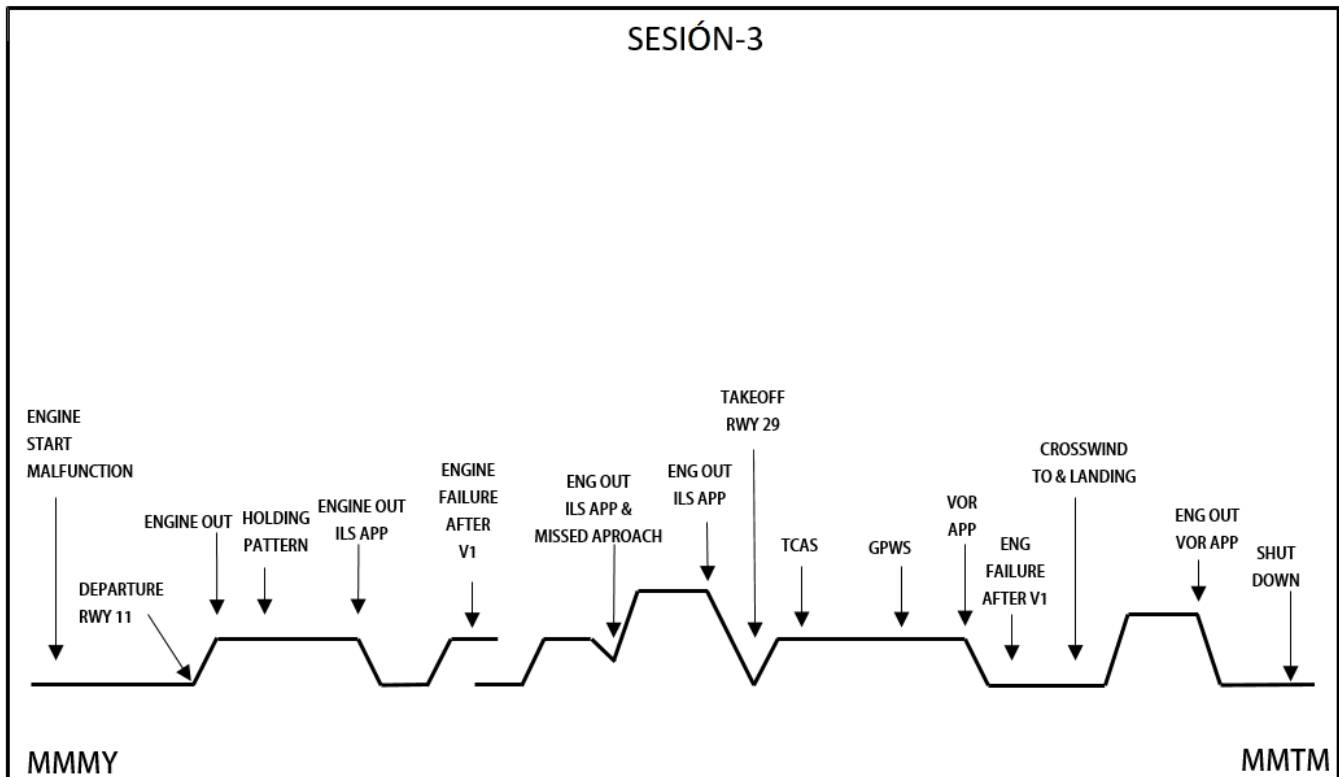 SESIÓN-3
ENGINE
START
MALFUNCTION
DEPARTURE
RWY 11
ENGINE OUT
HOLDING
PATTERN
ENGINE OUT
ILS APP
ENGINE
FAILURE
AFTER
V1
ENG OUT
ILS APP &
MISSED APROACH
ENG OUT
ILS APP
TAKEOFF
RWY 29
TCAS
GPWS
VOR
APP
ENG
FAILURE
AFTER V1
CROSSWIND
TO & LANDING
ENG OUT
VOR APP
SHUT
DOWN
MMMY
MMTM